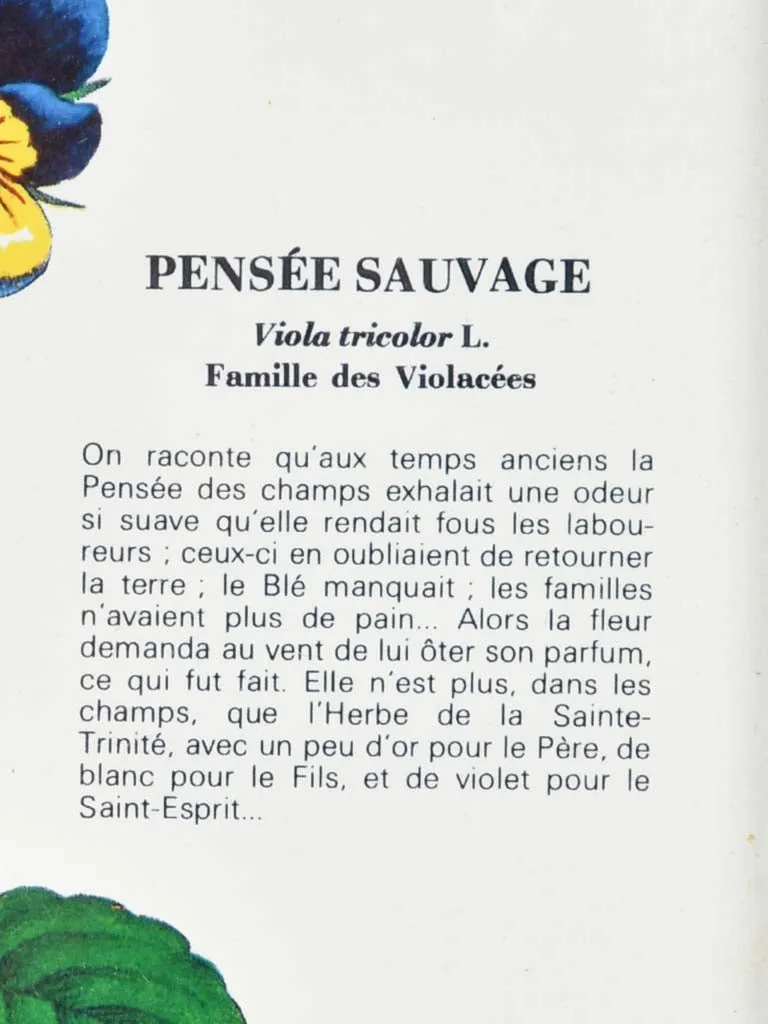 PENSÉE SAUVAGE
Viola tricolor L.
Famille des Violacées
On raconte qu'aux temps anciens la
Pensée des champs exhalait une odeur
si suave qu'elle rendait fous les labou-
reurs ; ceux-ci en oubliaient de retourner
la terre ; le Blé manquait ; les familles
n'avaient plus de pain... Alors la fleur
demanda au vent de lui ôter son parfum,
ce qui fut fait. Elle n'est plus, dans les
champs, que l'Herbe de la Sainte-
Trinité, avec un peu d'or pour le Père, de
blanc pour le Fils, et de violet pour le
Saint-Esprit...